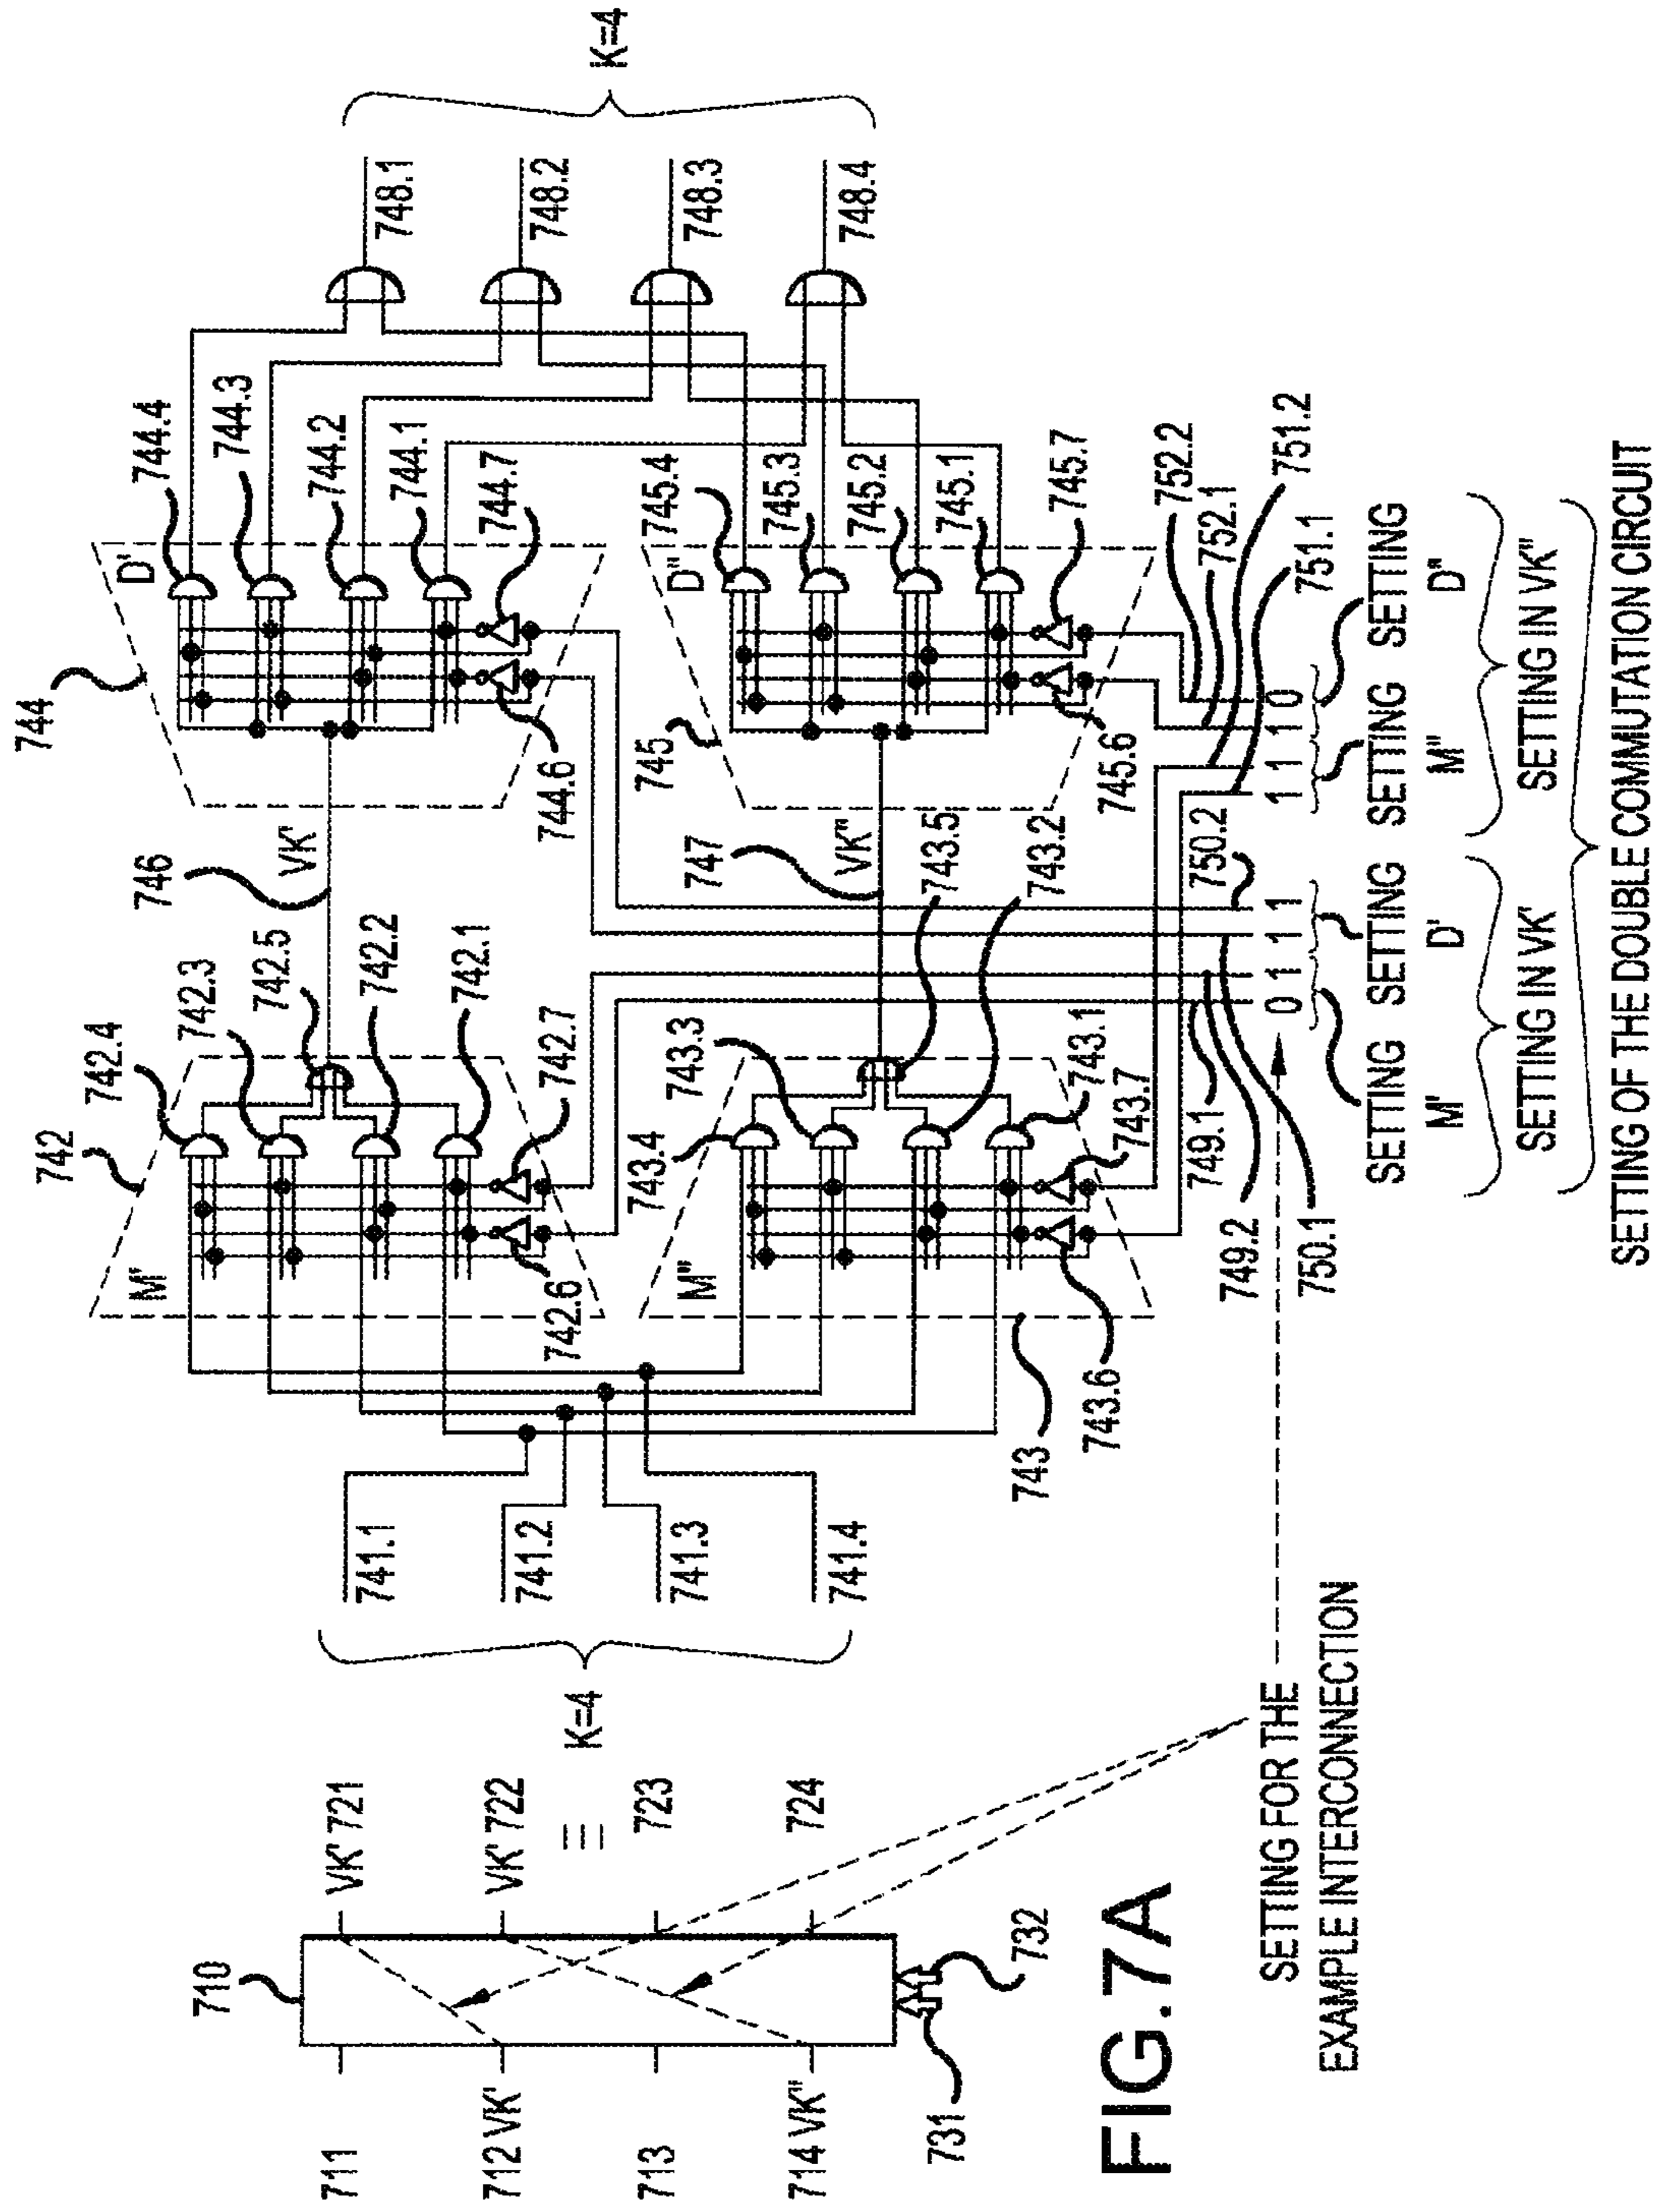 711
712 VK'
713
714 VK"
710
VK' 721
VK' 722
723
724
731
732
K=4
741.1
741.2
741.3
741.4
742
M'
742.4
742.3
742.5
742.2
742.1
742.7
742.6
743
M"
743.4
743.3
743.5
743.2
743.1
743.7
743.6
746
VK'
747
VK"
744
D'
744.4
744.3
744.2
744.1
744.7
744.6
745
D"
745.4
745.3
745.2
745.1
745.7
745.6
748.1
748.2
748.3
748.4
K=4
749.1
749.2
750.1
750.2
752.2
752.1
751.2
751.1
0 1 1 1 1 1 1 0
SETTING M'
SETTING D'
SETTING M"
SETTING D"
SETTING IN VK'
SETTING IN VK"
SETTING OF THE DOUBLE COMMUTATION CIRCUIT
SETTING FOR THE
EXAMPLE INTERCONNECTION
FIG.7A